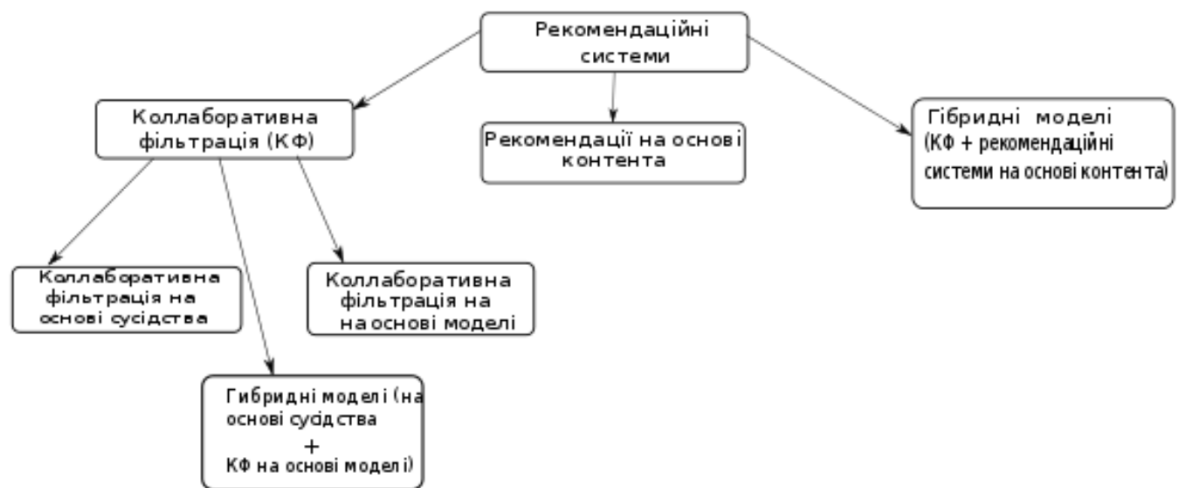 Рекомендаційні
системи
Коллаборативна
фільтрація (КФ)
Рекомендації на основі
контента
Гібридні моделі
(КФ + рекомендаційні
системи на основі контента)
Коллаборативна
фільтрація на
основі сусідства
Коллаборативна
фільтрація на
на основі моделі
Гибридні моделі (на
основі сусідства
+
КФ на основі моделі)